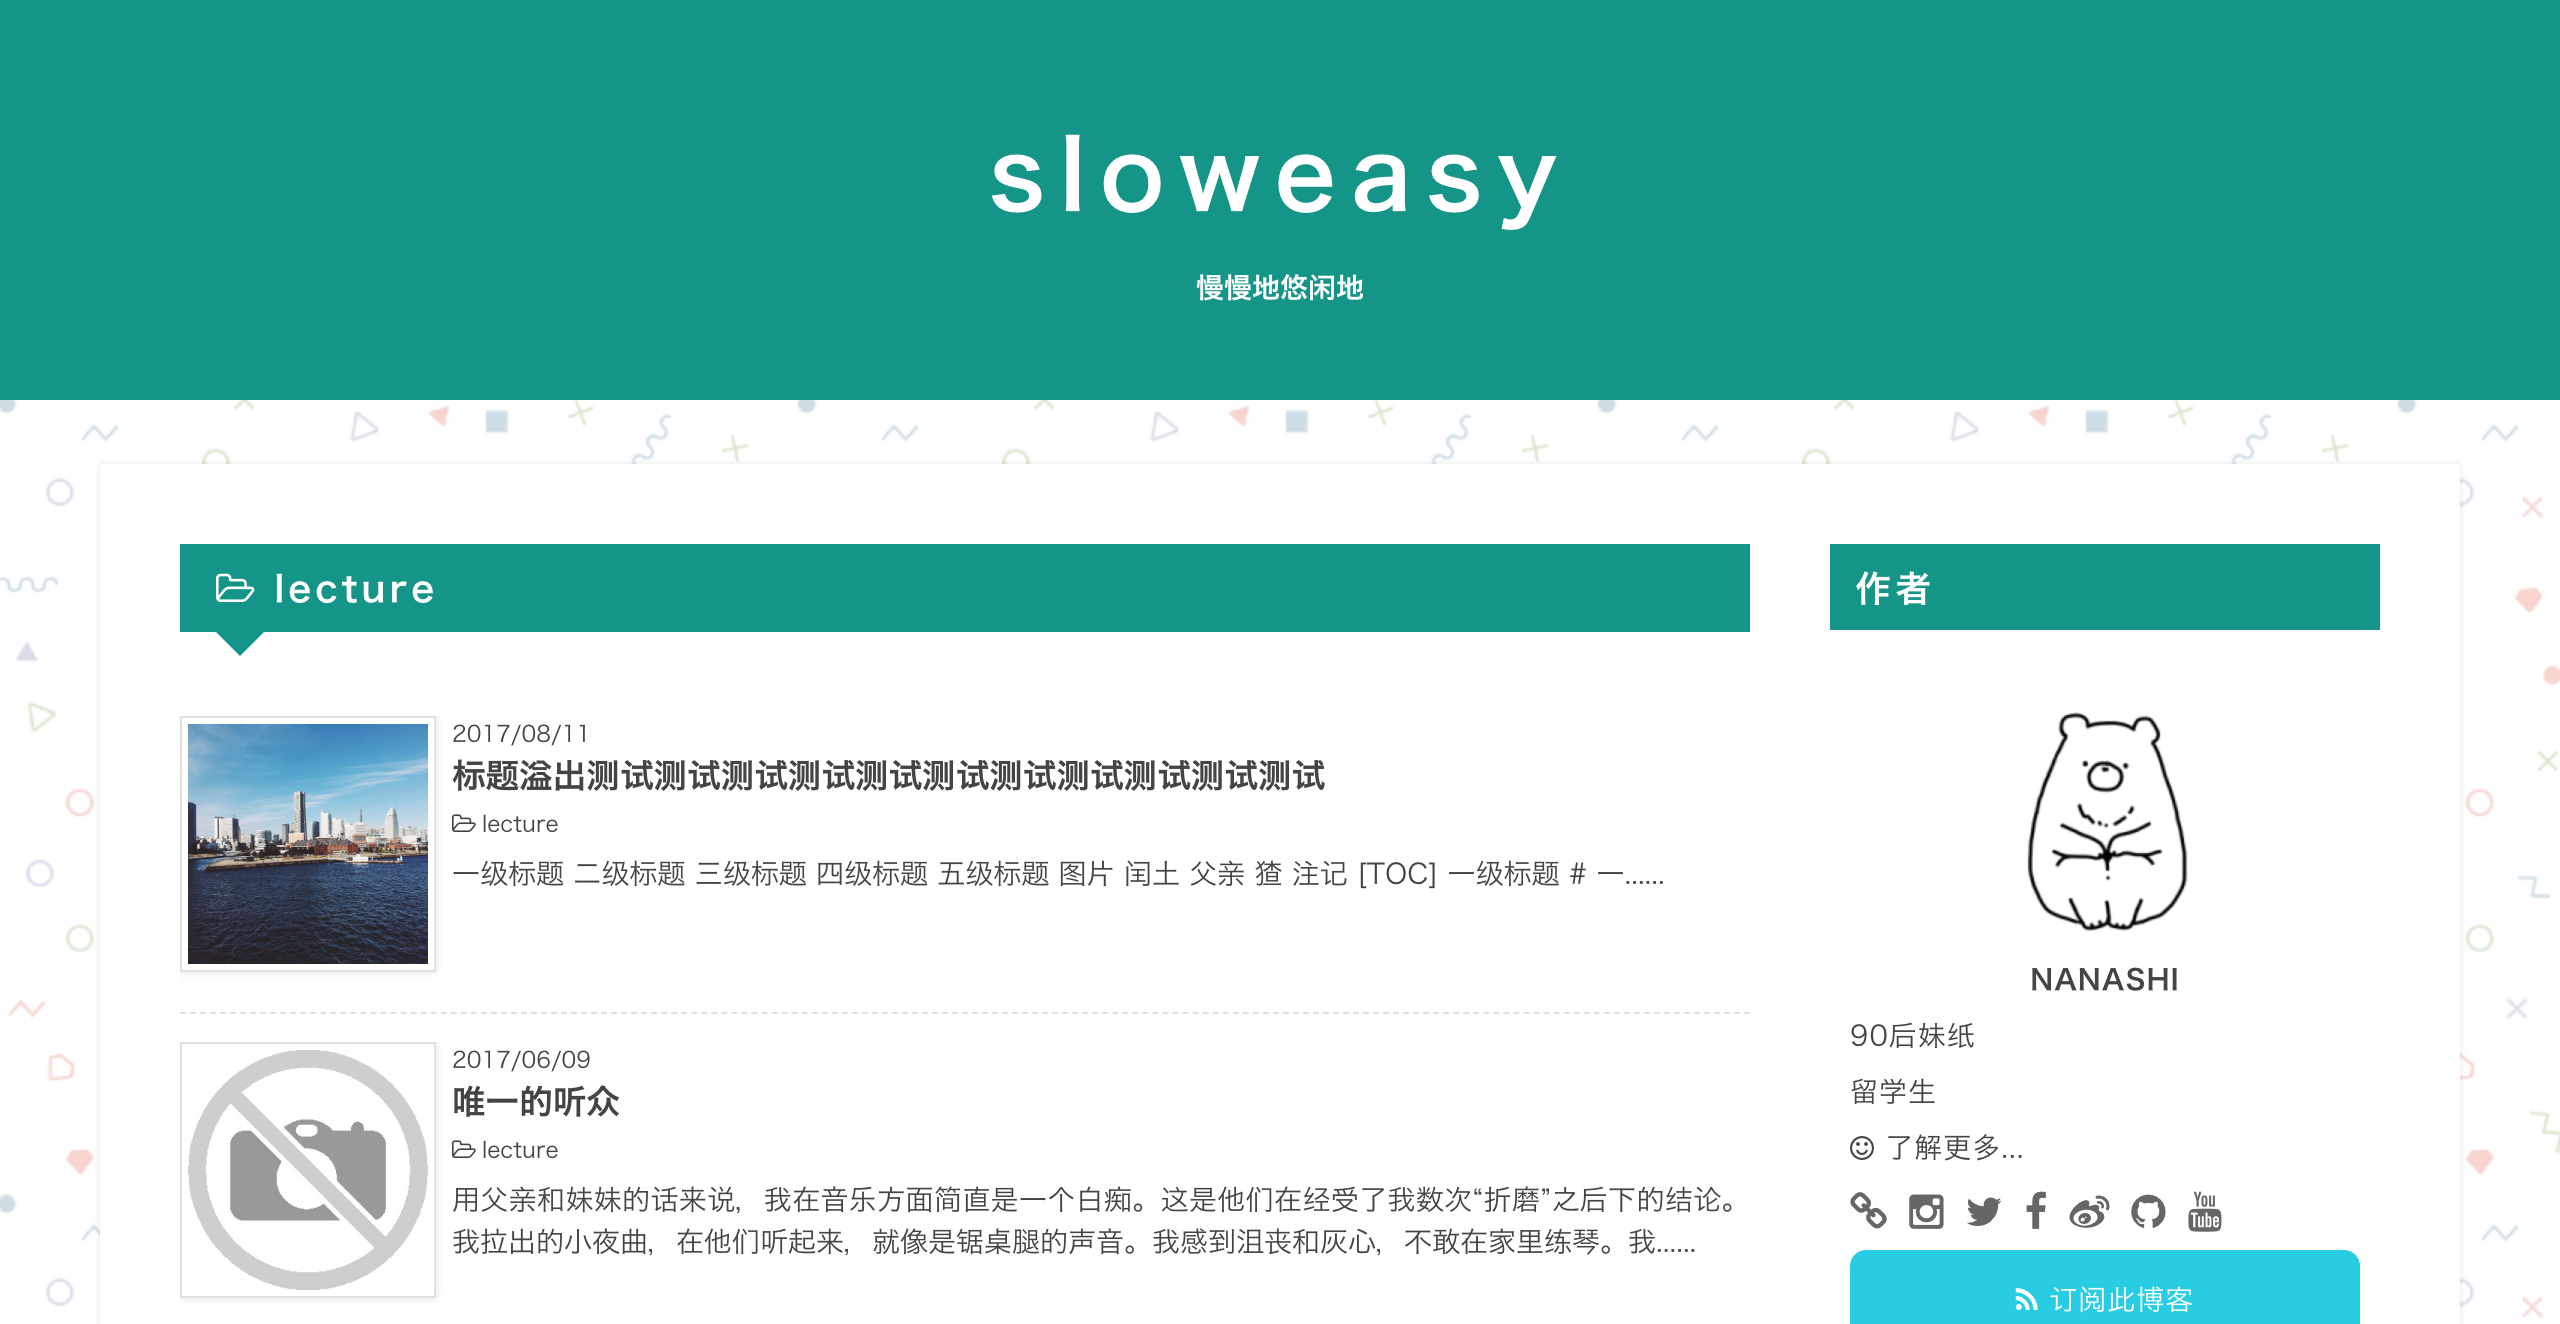 sloweasy
慢慢地悠闲地
lecture
2017/08/11
标题溢出测试测试测试测试测试测试测试测试测试测试测试
lecture
一级标题 二级标题 三级标题 四级标题 五级标题 图片 闰土 父亲 猹 注记 [TOC] 一级标题 # 一......
2017/06/09
唯一的听众
lecture
用父亲和妹妹的话来说，我在音乐方面简直是一个白痴。这是他们在经受了我数次“折磨”之后下的结论。
我拉出的小夜曲，在他们听起来，就像是锯桌腿的声音。我感到沮丧和灰心，不敢在家里练琴。我......
作者
NANASHI
90后妹纸
留学生
了解更多...
You
Tube
订阅此博客